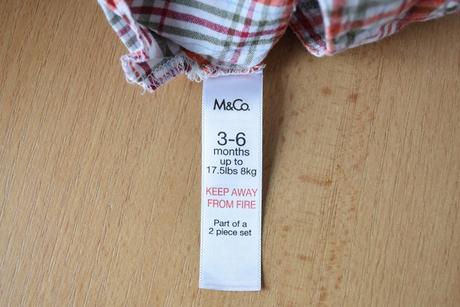 M&Co.
3-6
months
up to
17.5lbs 8kg
KEEP AWAY
FROM FIRE
Part of a
2 piece set